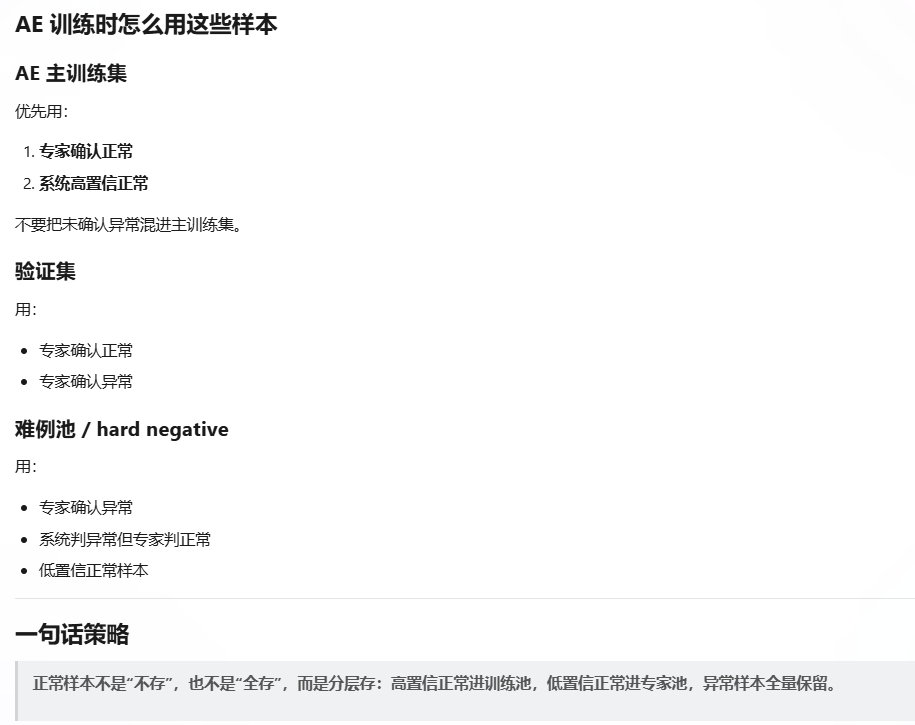 AE 训练时怎么用这些样本
AE 主训练集
优先用：
1. 专家确认正常
2. 系统高置信正常
不要把未确认异常混进主训练集。
验证集
用：
• 专家确认正常
• 专家确认异常
难例池 / hard negative
用：
• 专家确认异常
• 系统判异常但专家判正常
• 低置信正常样本
一句话策略
正常样本不是“不存”，也不是“全存”，而是分层存：高置信正常进训练池，低置信正常进专家池，异常样本全量保留。